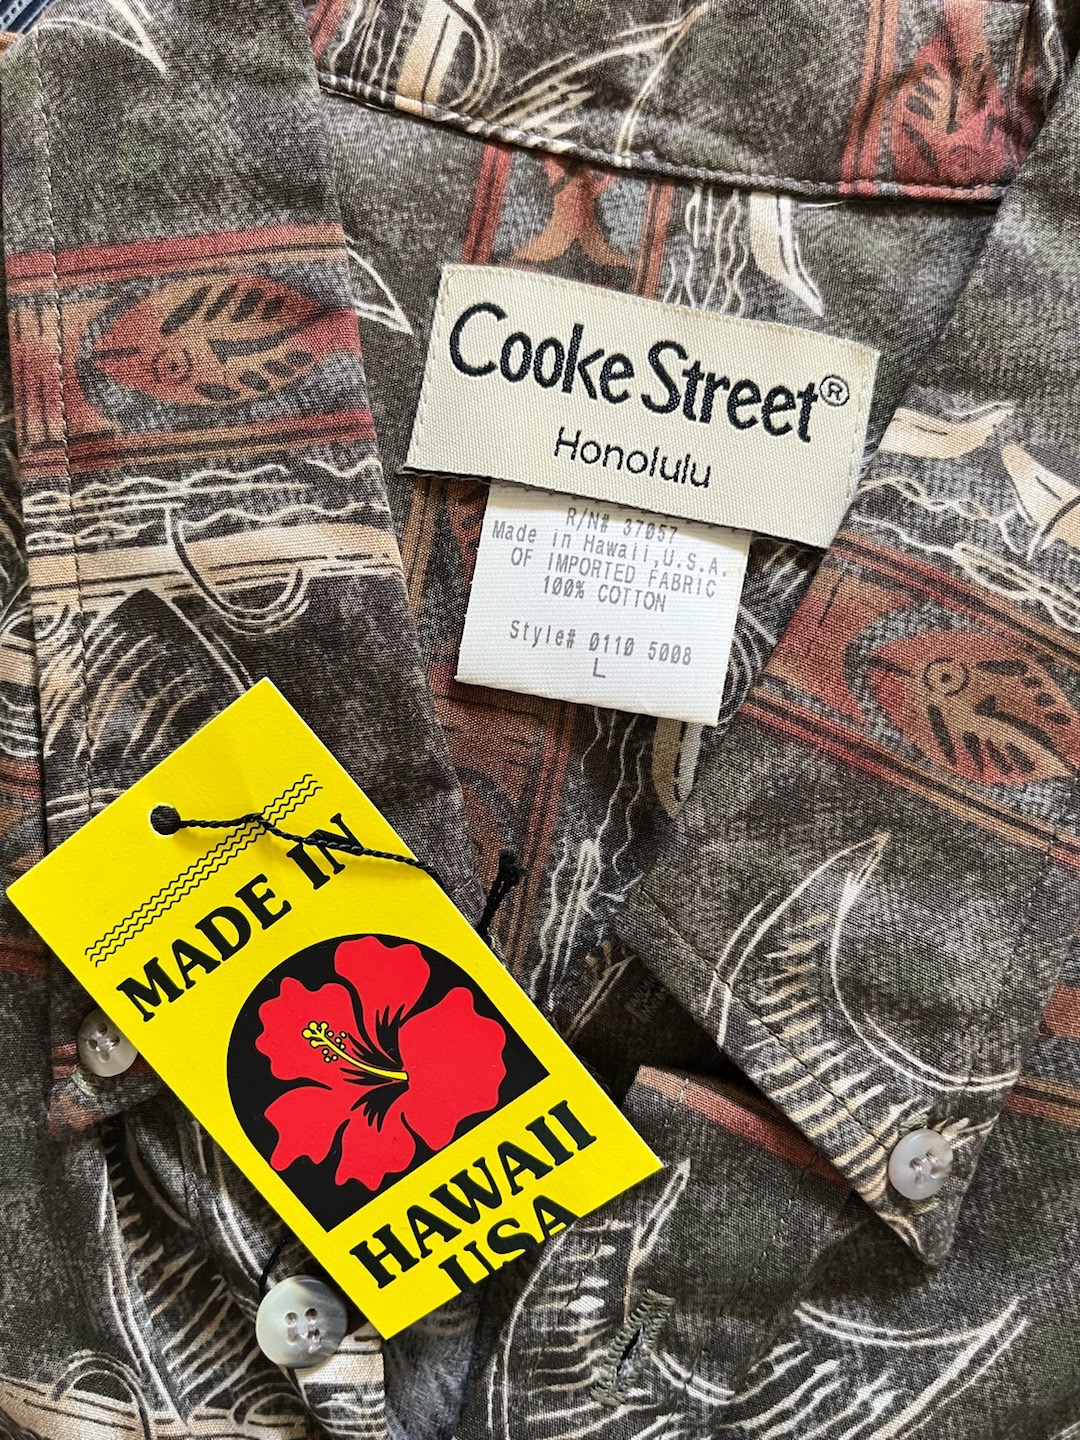 Cooke Street®
Honolulu
R/N# 37057
Made in Hawaii,U.S.A.
OF IMPORTED FABRIC
100% COTTON
Style# 0110 5008
L
MADE IN
HAWAII
USA